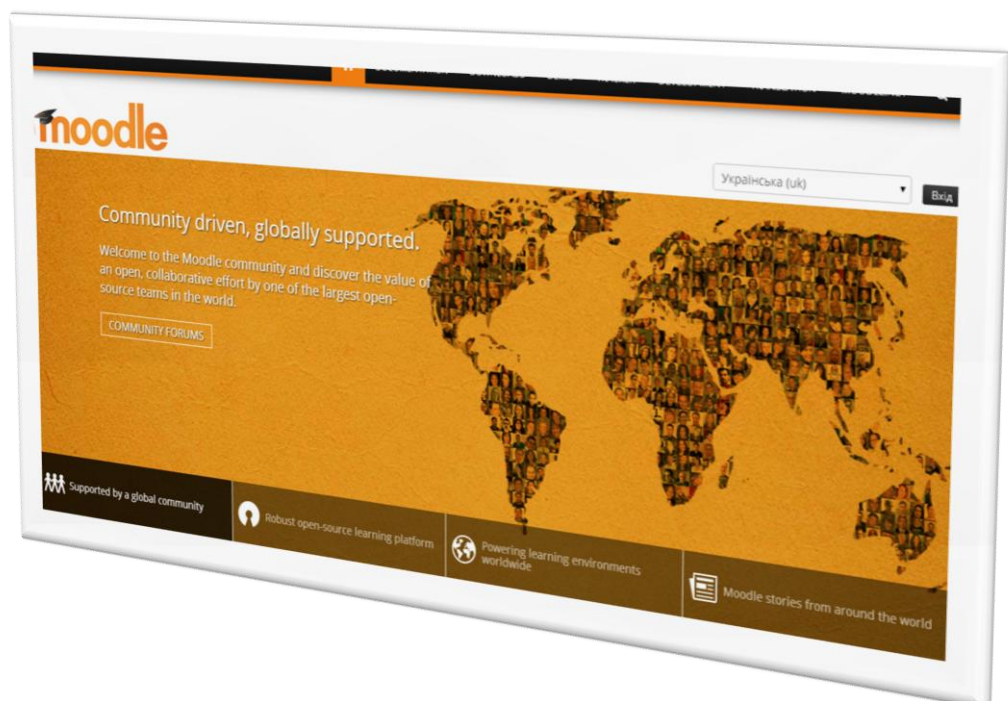 moodle
Українська (uk)
Вхід
Community driven, globally supported.
Welcome to the Moodle community and discover the value of
an open, collaborative effort by one of the largest open-
source teams in the world.
COMMUNITY FORUMS
Supported by a global community
Robust open-source learning platform
Powering learning environments
worldwide
Moodle stories from around the world